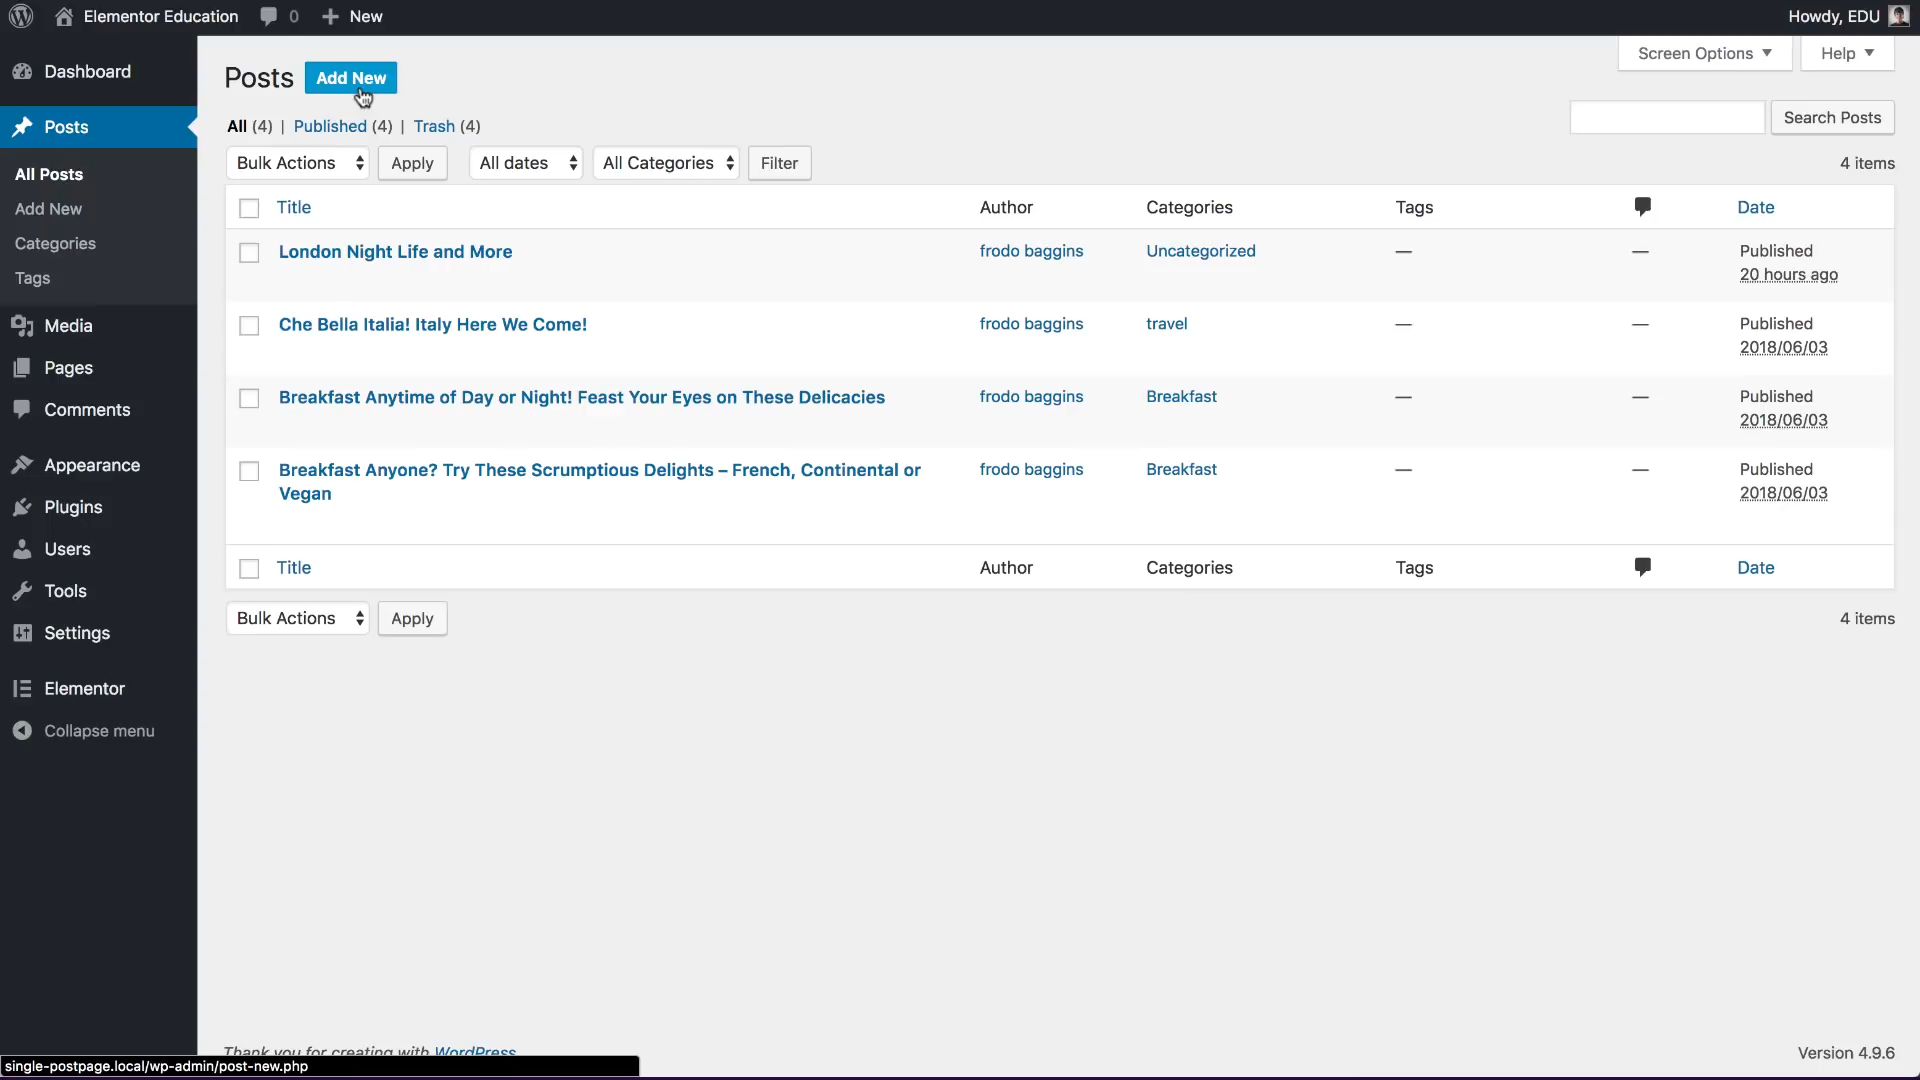 Elementor Education 0 New Howdy, EDU
Screen Options Help
Dashboard
Posts
All Posts
Add New
Categories
Tags
Media
Pages
Comments
Appearance
Plugins
Users
Tools
Settings
Elementor
Collapse menu
Posts Add New
All (4) | Published (4) | Trash (4)
Search Posts
Bulk Actions Apply All dates All Categories Filter 4 items
Title Author Categories Tags Date
London Night Life and More frodo baggins Uncategorized — — Published
20 hours ago
Che Bella Italia! Italy Here We Come! frodo baggins travel — — Published
2018/06/03
Breakfast Anytime of Day or Night! Feast Your Eyes on These Delicacies frodo baggins Breakfast — — Published
2018/06/03
Breakfast Anyone? Try These Scrumptious Delights – French, Continental or frodo baggins Breakfast — — Published
Vegan 2018/06/03
Title Author Categories Tags Date
Bulk Actions Apply 4 items
Thank you for creating with WordPress Version 4.9.6
single-postpage.local/wp-admin/post-new.php